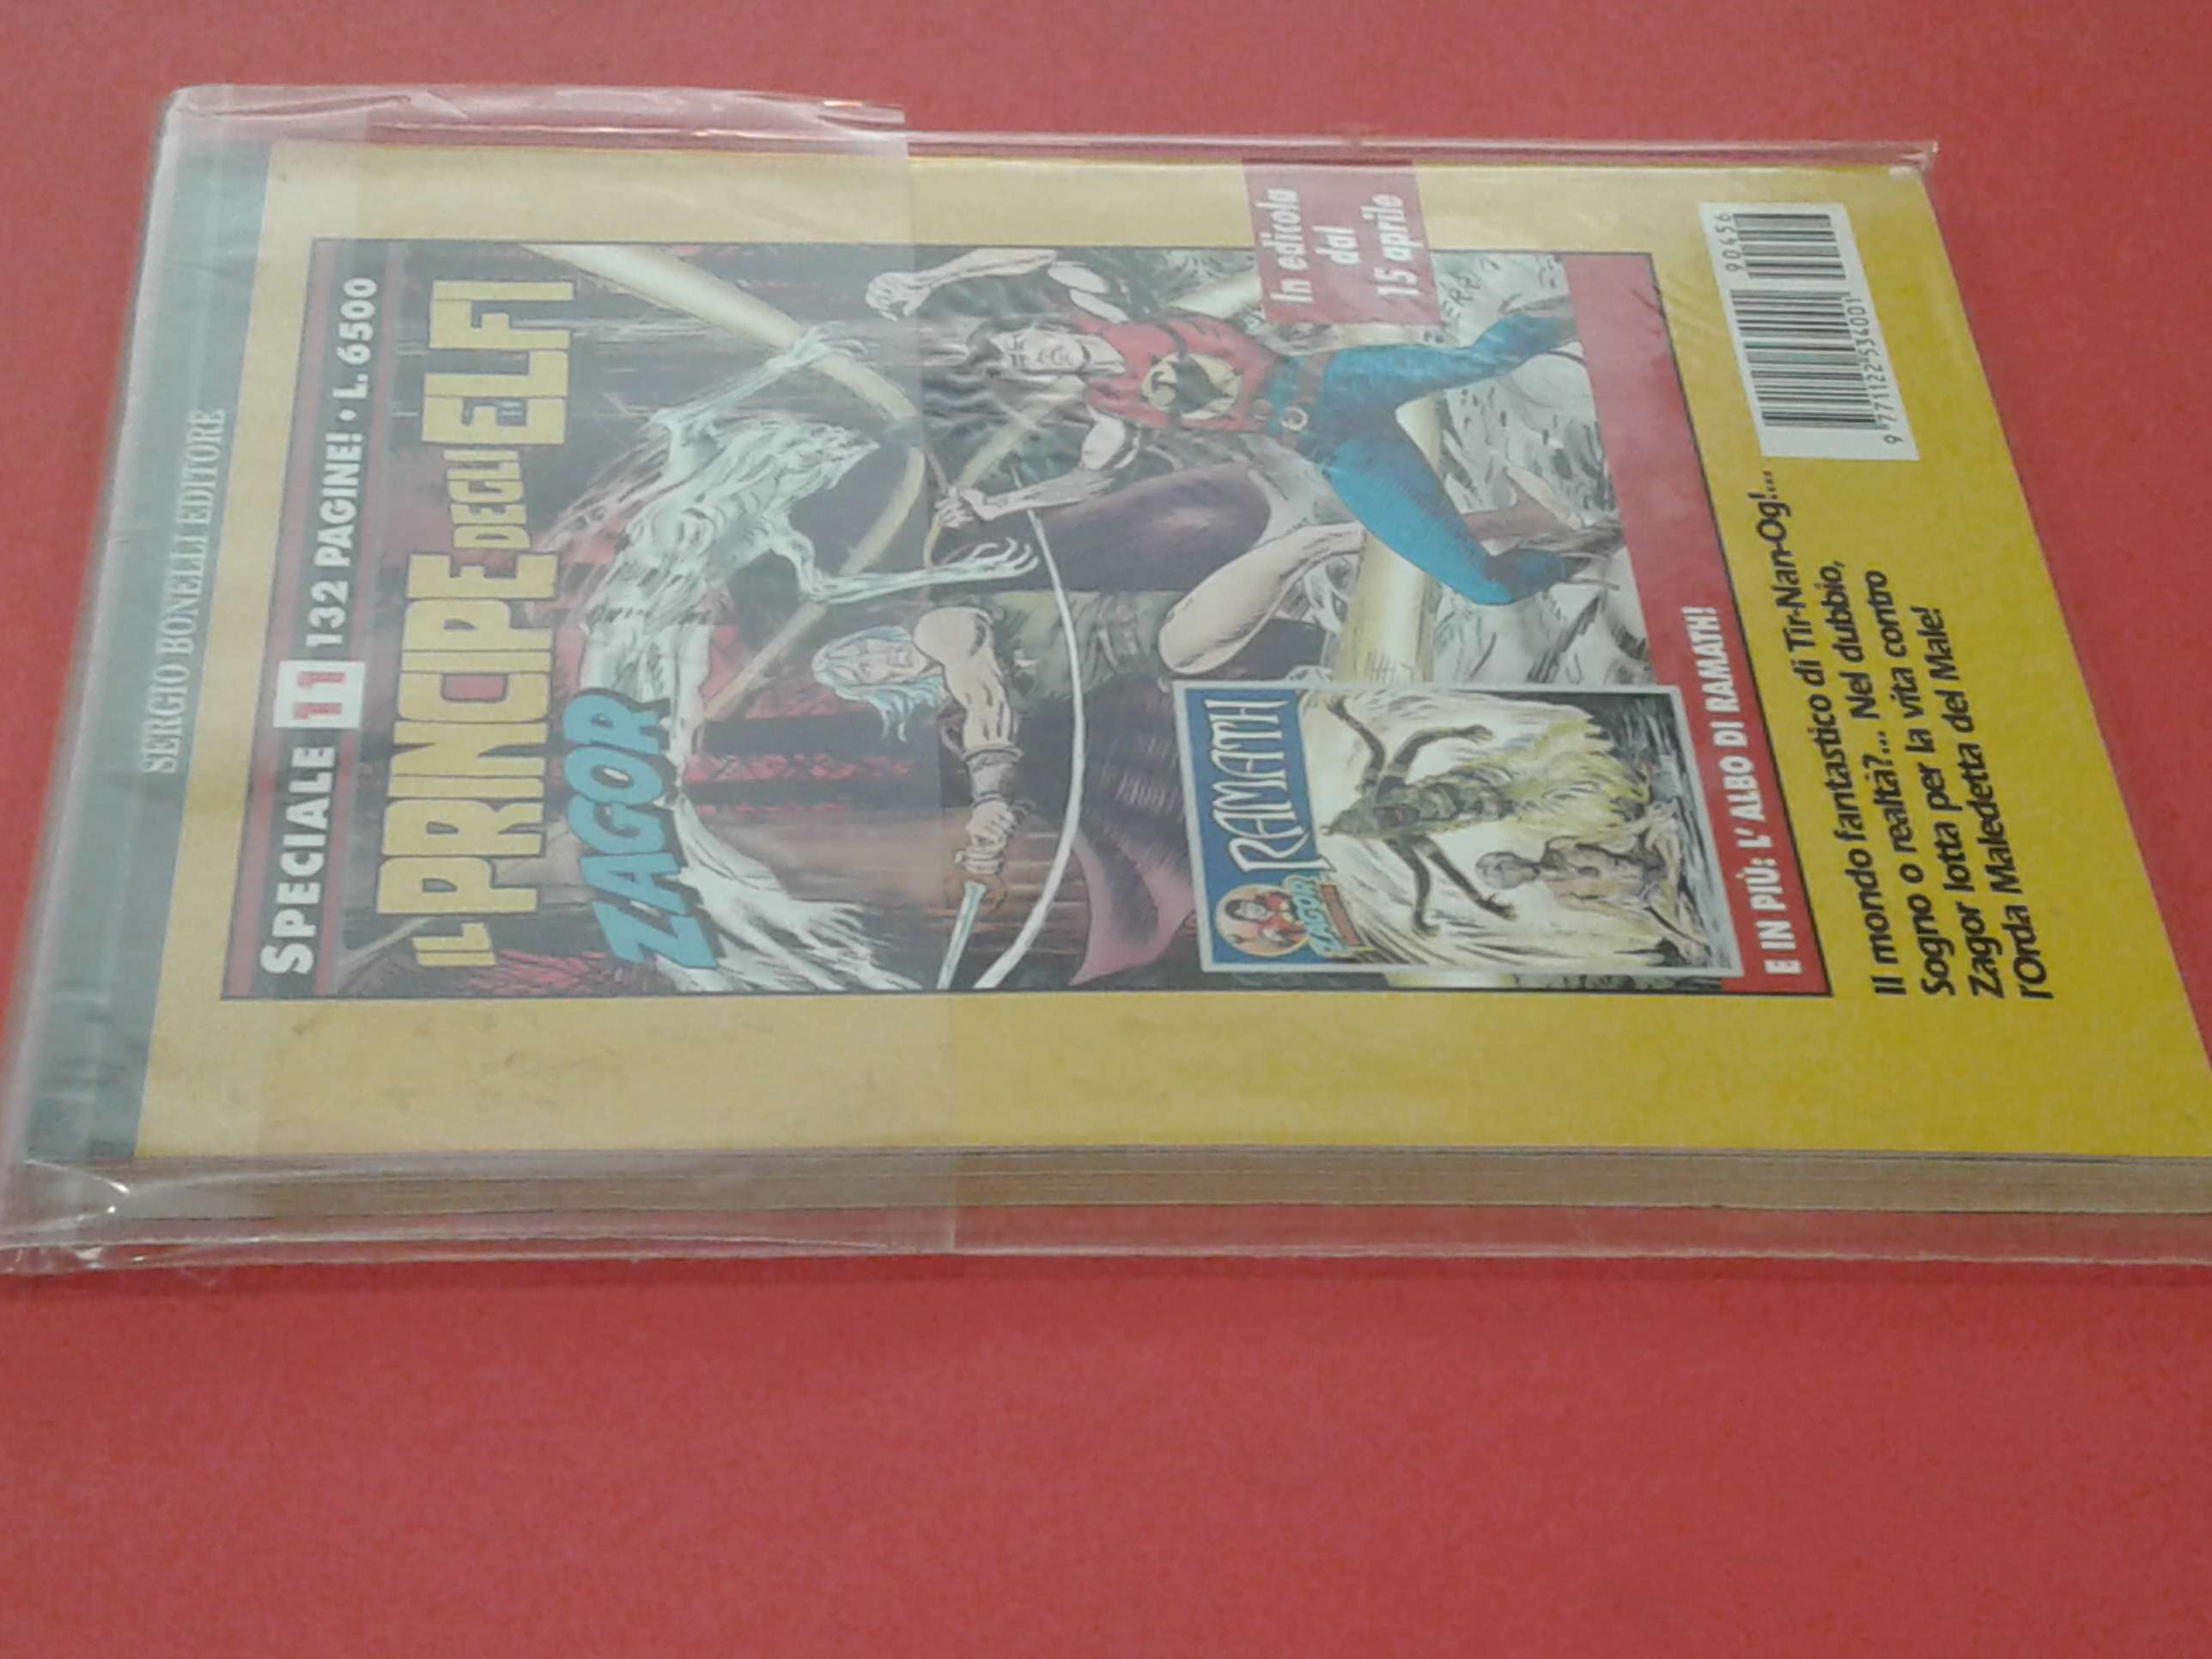 SERGIO BONELLI EDITORE
SPECIALE 11 132 PAGINE! • L. 6500
IL PRINCIPE DEGLI ELFI
ZAGOR
In edicola
dal
15 aprile
RAMATH
ZAGOR
E IN PIÙ: L'ALBO DI RAMATH!
Il mondo fantastico di Tir-Nan-Og!...
Sogno o realtà?... Nel dubbio,
Zagor lotta per la vita contro
l'Orda Maledetta del Male!
90456
9 771122 534001